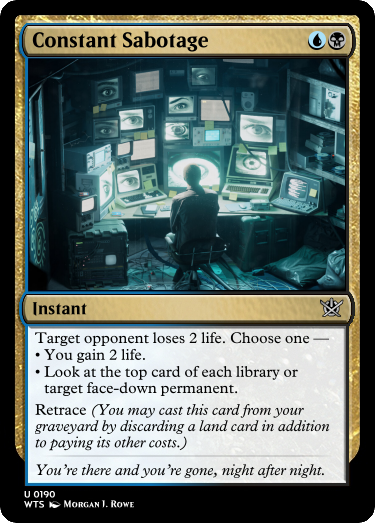 Constant Sabotage
Instant
Target opponent loses 2 life. Choose one —
• You gain 2 life.
• Look at the top card of each library or
target face-down permanent.
Retrace (You may cast this card from your
graveyard by discarding a land card in addition
to paying its other costs.)
You're there and you're gone, night after night.
U 0190
WTS Morgan J. Rowe